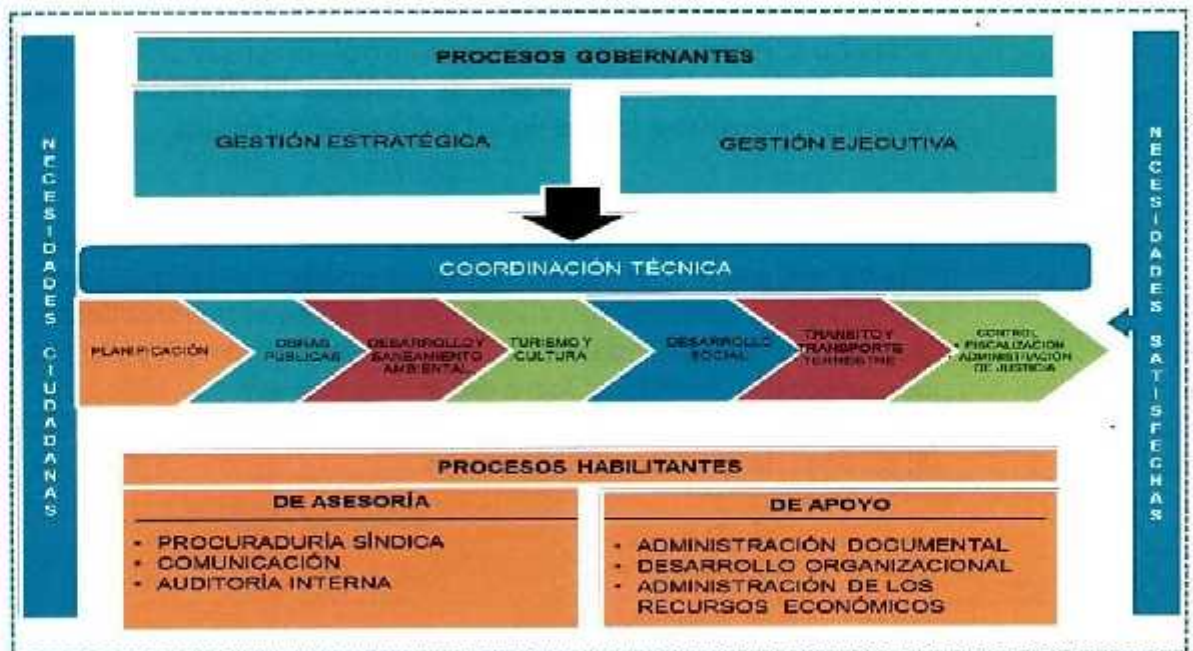 PROCESOS GOBERNANTES
GESTIÓN ESTRATÉGICA
GESTIÓN EJECUTIVA
NECESIDADES CIUDADANAS
COORDINACIÓN TÉCNICA
PLANIFICACIÓN
OBRAS
PÚBLICAS
DESARROLLO Y
SANEAMIENTO
AMBIENTAL
TURISMO Y
CULTURA
DESARROLLO
SOCIAL
TRANSITO Y
TRANSPORTE
TERRESTRE
CONTROL
• FISCALIZACIÓN
• ADMINISTRACIÓN
DE JUSTICIA
NECESIDADES SATISFECHAS
PROCESOS HABILITANTES
DE ASESORÍA
• PROCURADURÍA SÍNDICA
• COMUNICACIÓN
• AUDITORÍA INTERNA
DE APOYO
• ADMINISTRACIÓN DOCUMENTAL
• DESARROLLO ORGANIZACIONAL
• ADMINISTRACIÓN DE LOS
RECURSOS ECONÓMICOS